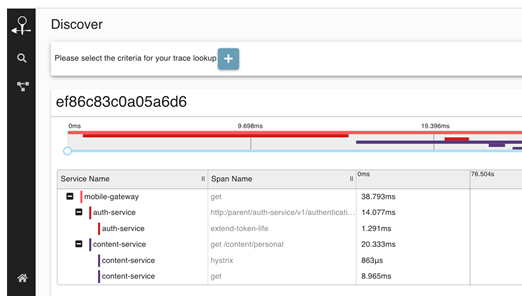 Discover
Please select the criteria for your trace lookup +
ef86c83c0a05a6d6
0ms 9.698ms 19.396ms
Service Name Span Name 0ms 76.504s
mobile-gateway get 38.793ms
auth-service http:/parent/auth-service/v1/authenticati... 14.077ms
auth-service extend-token-life 1.291ms
content-service get /content/personal 20.333ms
content-service hystrix 863µs
content-service get 8.965ms